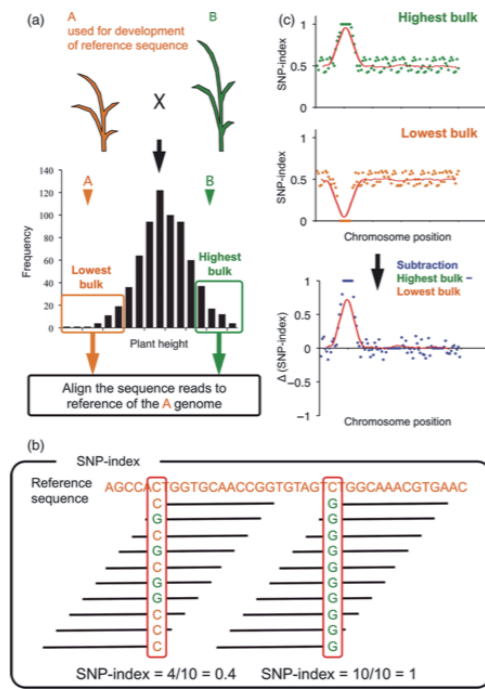 (a)
A
used for development
of reference sequence
B
X
A
B
Frequency
140
120
100
80
60
40
20
0
Lowest
bulk
Highest
bulk
Plant height
Align the sequence reads to
reference of the A genome
(c)
Highest bulk
SNP-index
1
0.5
0
Lowest bulk
SNP-index
1
0.5
0
Chromosome position
Subtraction
Highest bulk –
Lowest bulk
Δ (SNP-index)
1
0.5
0
−0.5
−1
Chromosome position
(b)
SNP-index
Reference
sequence
AGCCACTGGTGCAACCGGTGTAGTCTGGCAAACGTGAAC
C G
G G
C G
G G
C G
G G
G G
C G
C G
C G
SNP-index = 4/10 = 0.4 SNP-index = 10/10 = 1